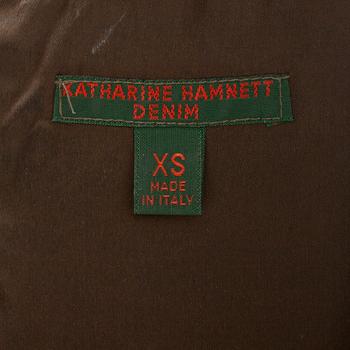 KATHARINE HAMNETT
DENIM
XS
MADE
IN ITALY